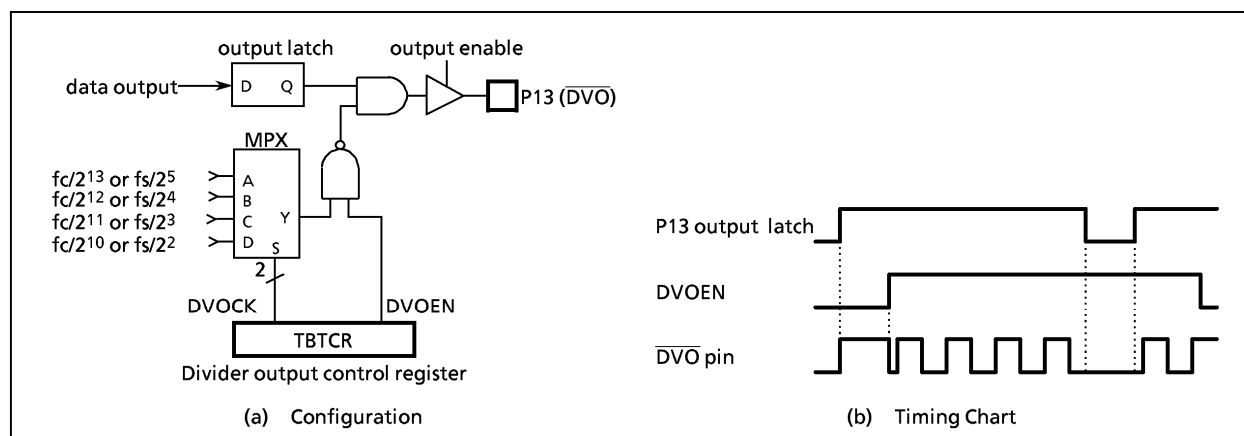 output latch
output enable
data output
D Q
P13 (DVO)
MPX
fc/2¹³ or fs/2⁵
fc/2¹² or fs/2⁴
fc/2¹¹ or fs/2³
fc/2¹⁰ or fs/2²
A
B
C
D
Y
S
2
DVOCK
DVOEN
TBTCR
Divider output control register
(a) Configuration
P13 output latch
DVOEN
DVO pin
(b) Timing Chart